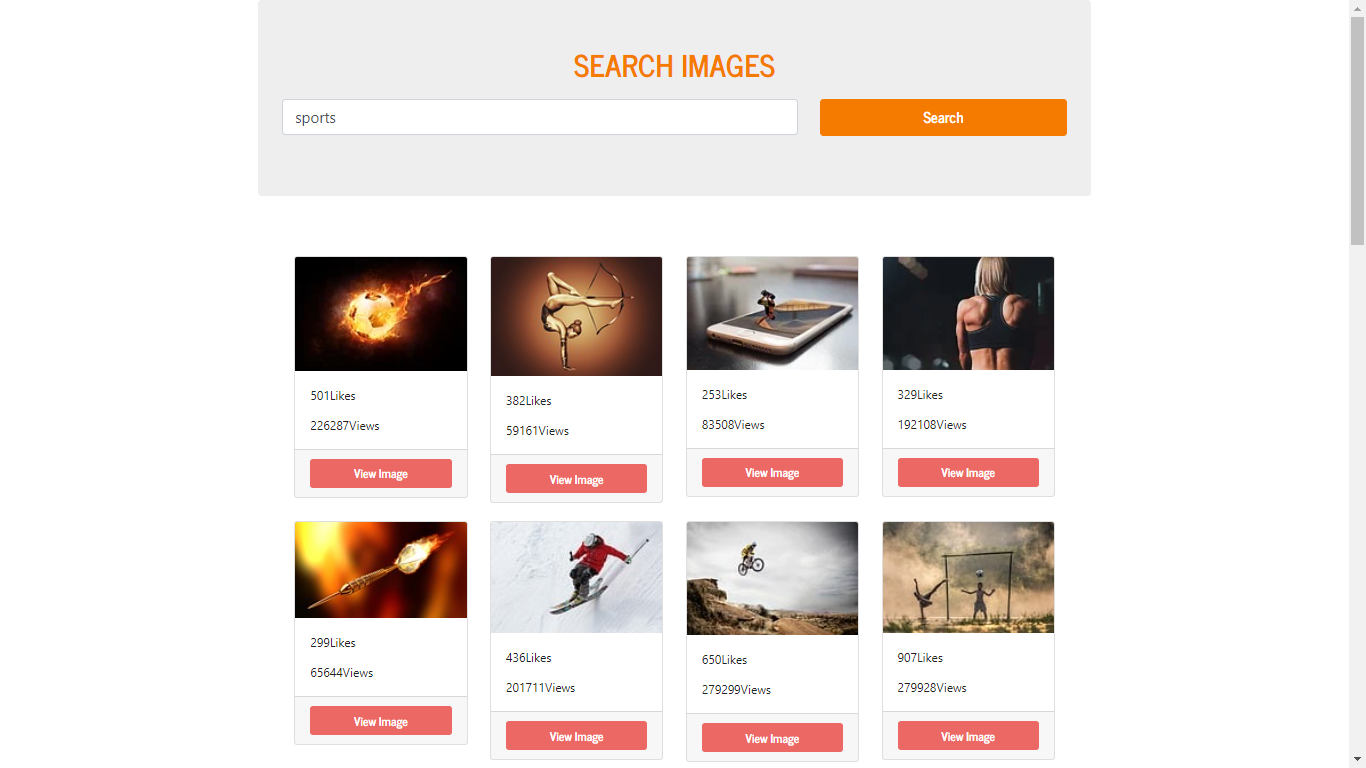 SEARCH IMAGES
sports
Search
501Likes
226287Views
View Image
382Likes
59161Views
View Image
253Likes
83508Views
View Image
329Likes
192108Views
View Image
299Likes
65644Views
View Image
436Likes
201711Views
View Image
650Likes
279299Views
View Image
907Likes
279928Views
View Image